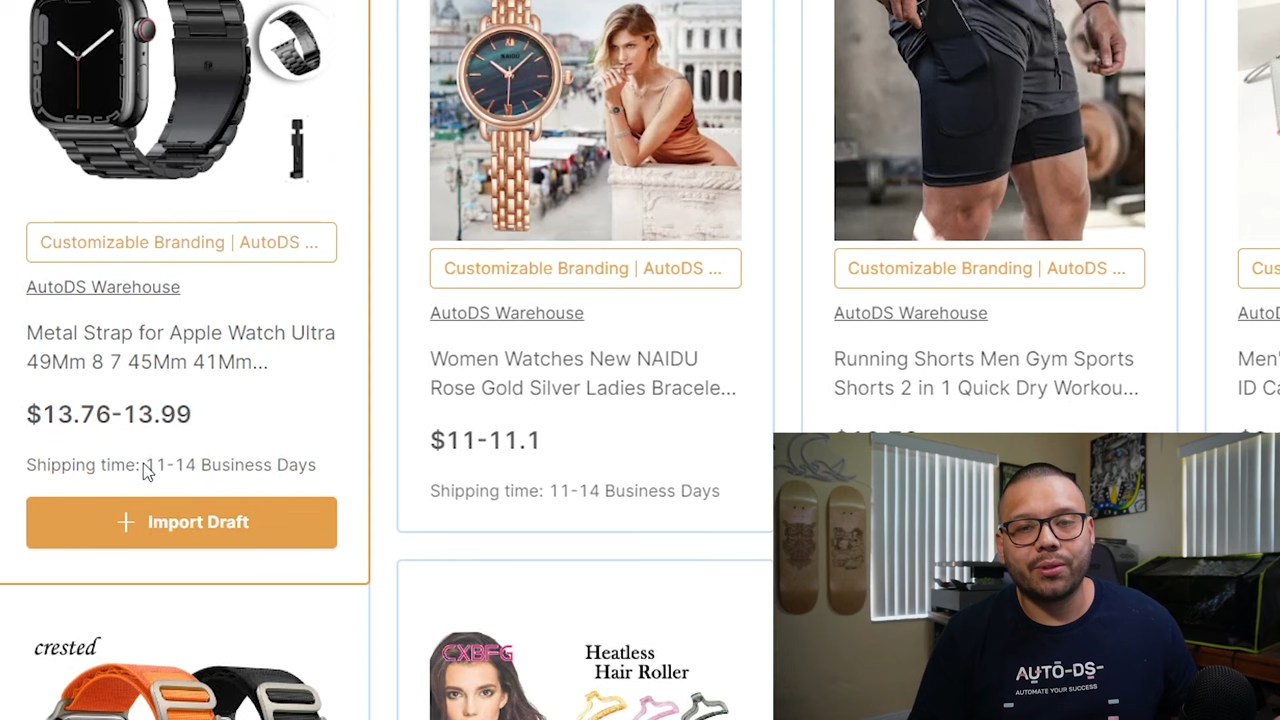 Customizable Branding | AutoDS ...
AutoDS Warehouse
Metal Strap for Apple Watch Ultra
49Mm 8 7 45Mm 41Mm...
$13.76-13.99
Shipping time: 11-14 Business Days
+ Import Draft
crested
NAIDU
Customizable Branding | AutoDS ...
AutoDS Warehouse
Women Watches New NAIDU
Rose Gold Silver Ladies Bracele...
$11-11.1
Shipping time: 11-14 Business Days
CXBFG
Heatless
Hair Roller
Customizable Branding | AutoDS ...
AutoDS Warehouse
Running Shorts Men Gym Sports
Shorts 2 in 1 Quick Dry Workou...
AUTO-DS-
AUTOMATE YOUR SUCCESS